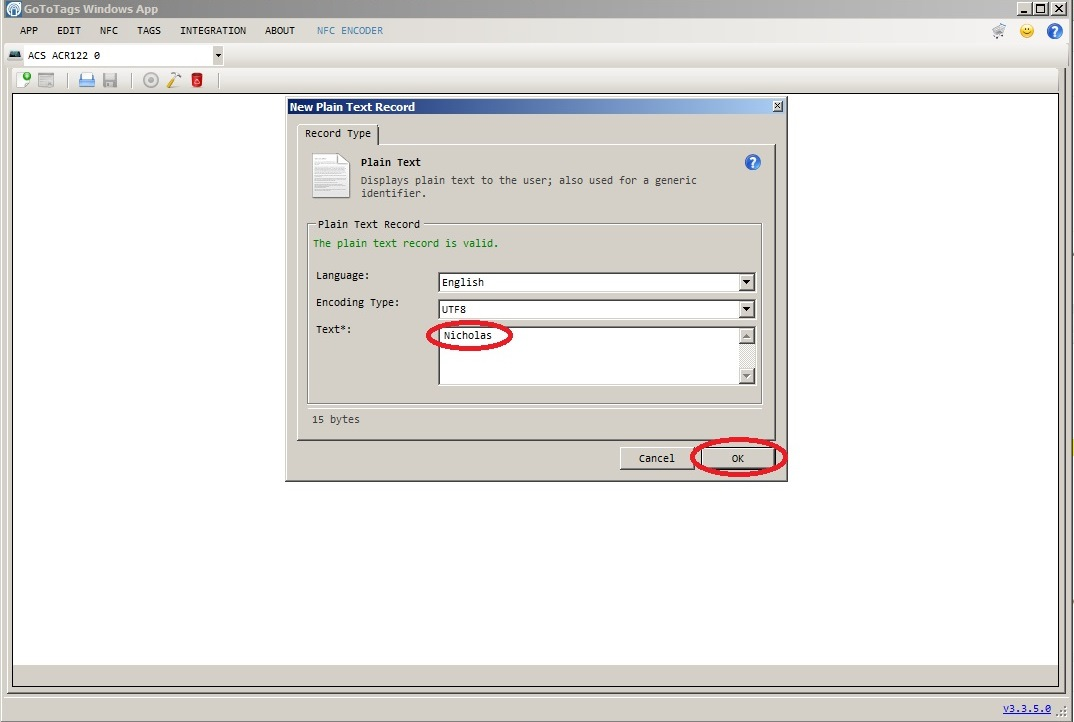 GoToTags Windows App
APP EDIT NFC TAGS INTEGRATION ABOUT NFC ENCODER
ACS ACR122 0
New Plain Text Record
Record Type
Plain Text
Displays plain text to the user; also used for a generic
identifier.
Plain Text Record
The plain text record is valid.
Language: English
Encoding Type: UTF8
Text*: Nicholas
15 bytes
Cancel OK
v3.3.5.0